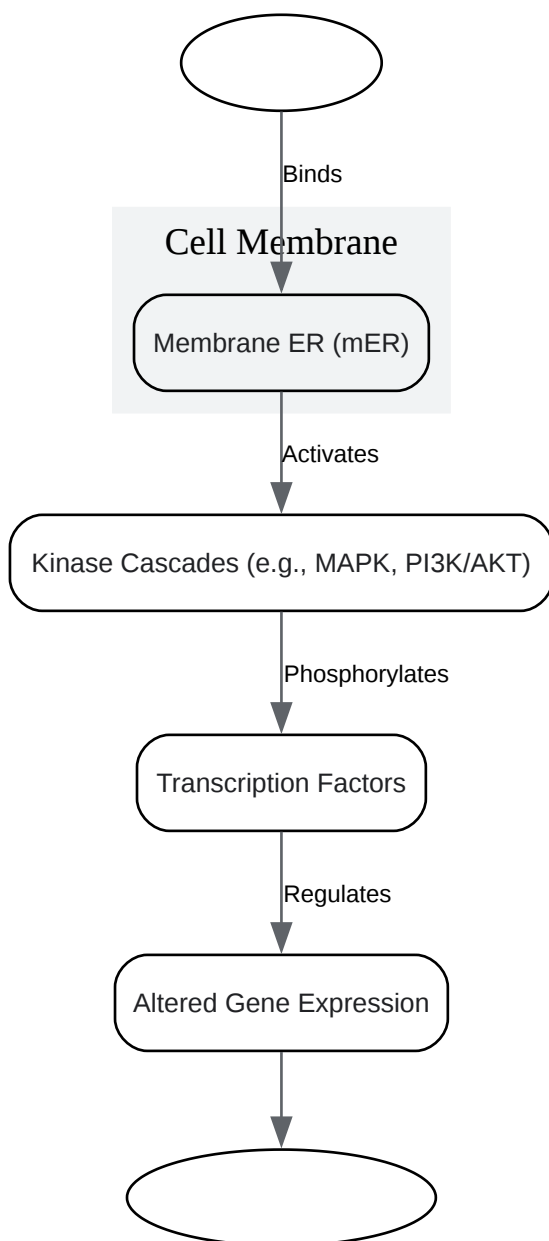 Binds
Cell Membrane
Membrane ER (mER)
Activates
Kinase Cascades (e.g., MAPK, PI3K/AKT)
Phosphorylates
Transcription Factors
Regulates
Altered Gene Expression